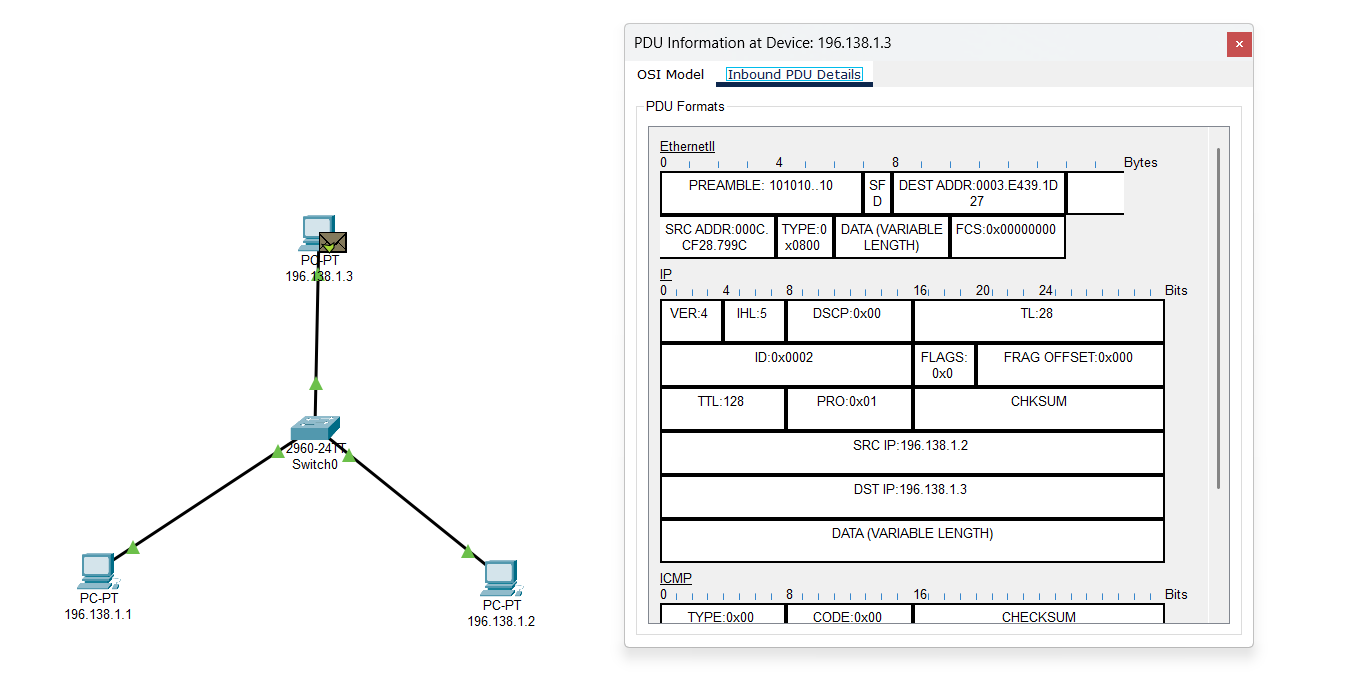 PC-PT
196.138.1.3
2960-24TT
Switch0
PC-PT
196.138.1.1
PC-PT
196.138.1.2
PDU Information at Device: 196.138.1.3
OSI Model Inbound PDU Details
PDU Formats
EthernetII
0 4 8 Bytes
PREAMBLE: 101010..10 SF DEST ADDR:0003.E439.1D
D 27
SRC ADDR:000C. TYPE:0 DATA (VARIABLE FCS:0x00000000
CF28.799C x0800 LENGTH)
IP
0 4 8 16 20 24 Bits
VER:4 IHL:5 DSCP:0x00 TL:28
ID:0x0002 FLAGS: FRAG OFFSET:0x000
0x0
TTL:128 PRO:0x01 CHKSUM
SRC IP:196.138.1.2
DST IP:196.138.1.3
DATA (VARIABLE LENGTH)
ICMP
0 8 16 Bits
TYPE:0x00 CODE:0x00 CHECKSUM